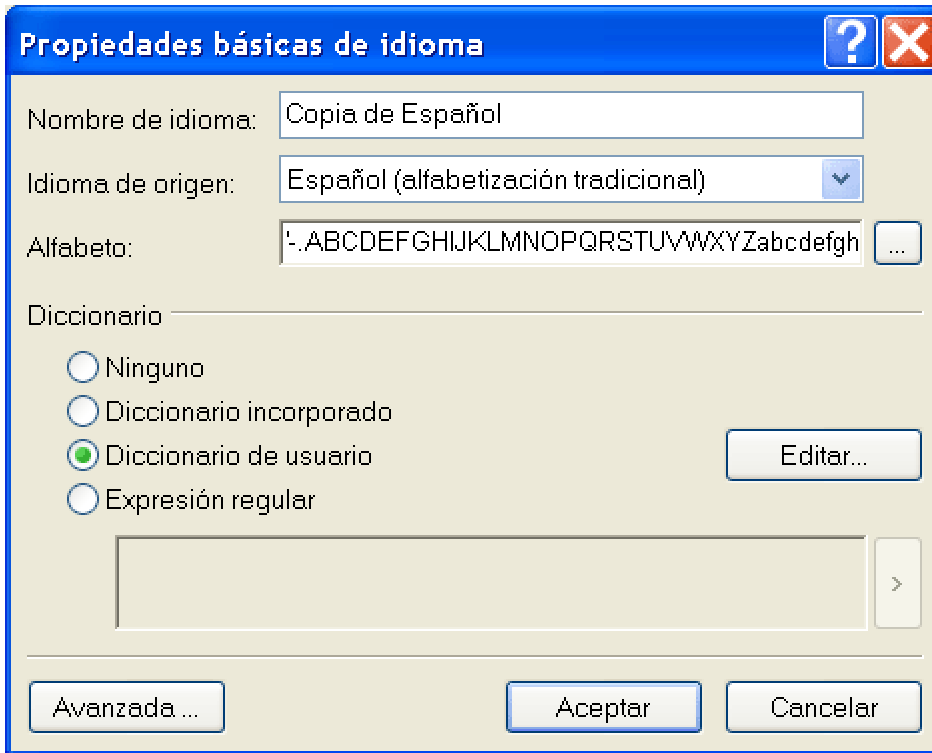 Propiedades básicas de idioma
Nombre de idioma: Copia de Español
Idioma de origen: Español (alfabetización tradicional)
Alfabeto: '-.ABCDEFGHIJKLMNOPQRSTUVWXYZabcdefgh ...
Diccionario
Ninguno
Diccionario incorporado
Diccionario de usuario Editar...
Expresión regular
>
Avanzada ... Aceptar Cancelar